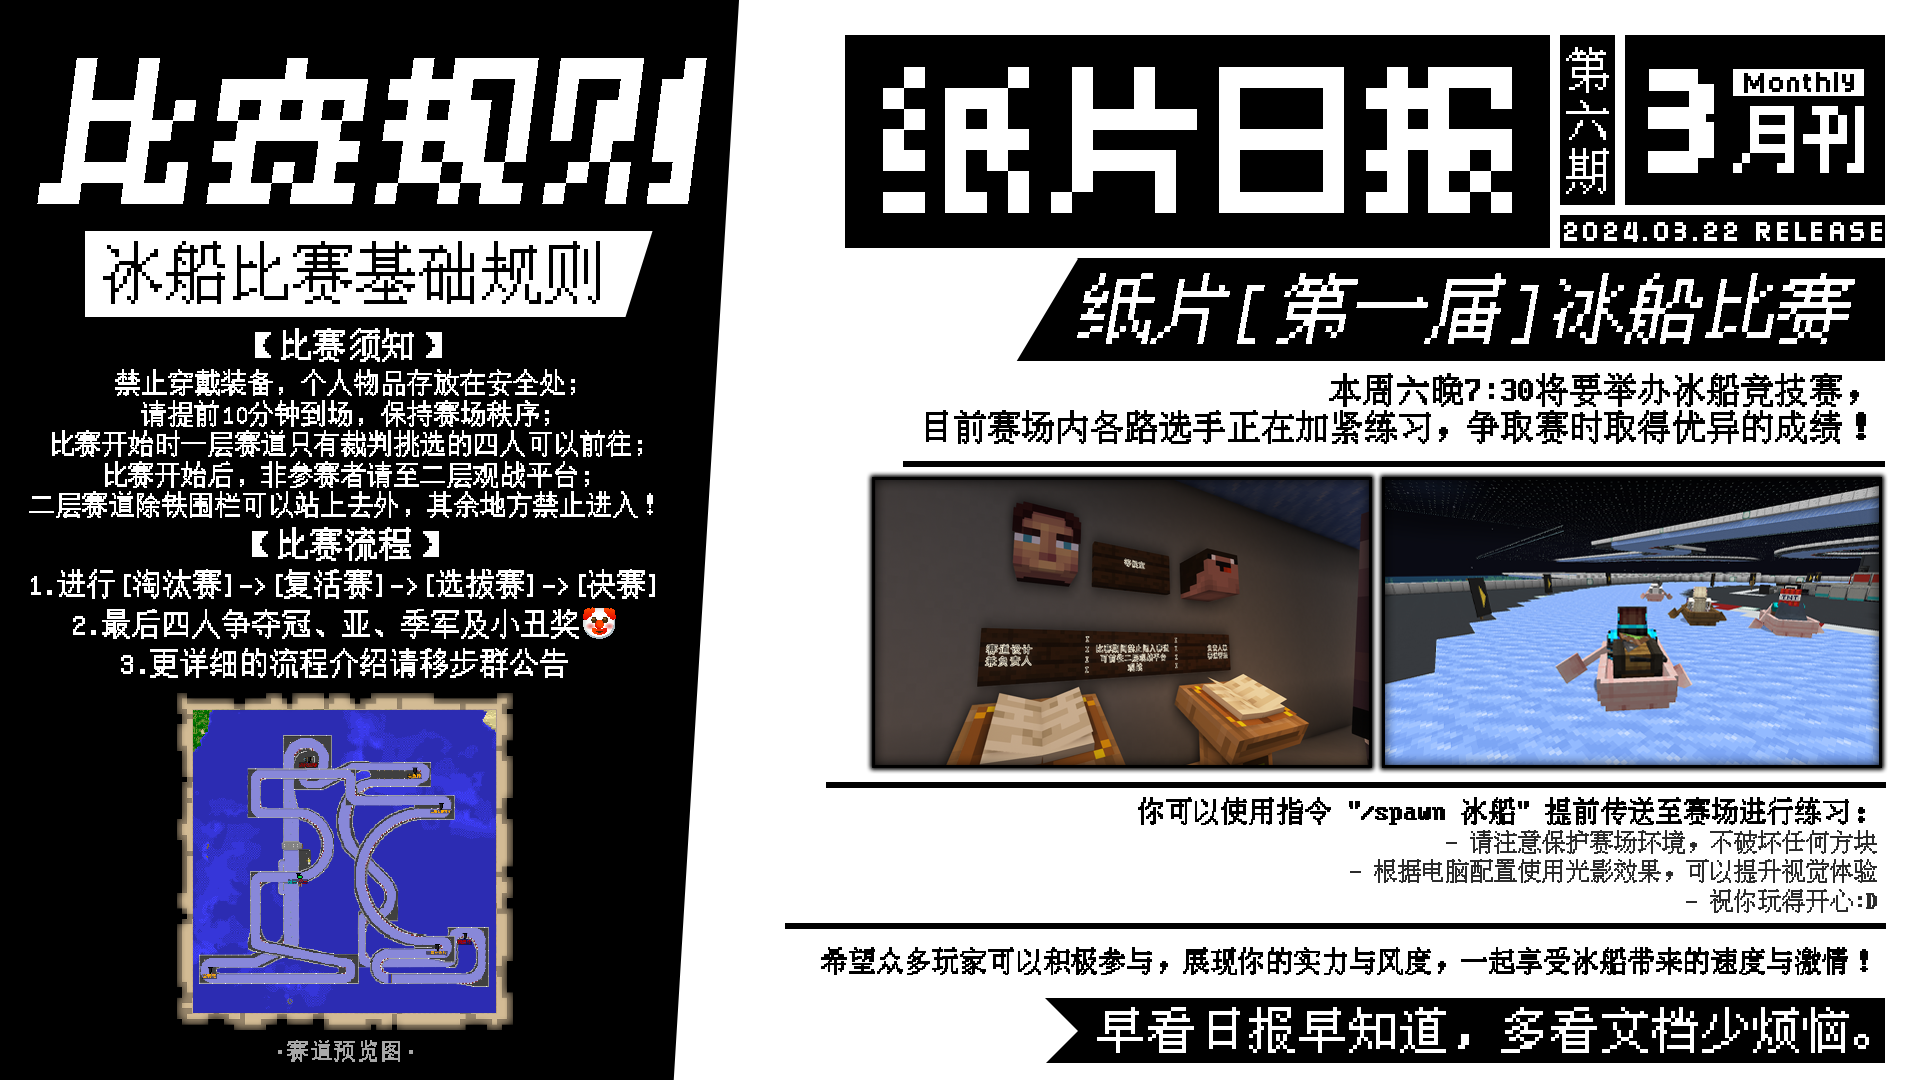 比赛规则
冰船比赛基础规则
【比赛须知】
禁止穿戴装备，个人物品存放在安全处；
请提前10分钟到场，保持赛场秩序；
比赛开始时一层赛道只有裁判挑选的四人可以前往；
比赛开始后，非参赛者请至二层观战平台；
二层赛道除铁围栏可以站上去外，其余地方禁止进入！
【比赛流程】
1.进行[淘汰赛]->[复活赛]->[选拔赛]->[决赛]
2.最后四人争夺冠、亚、季军及小丑奖🤡
3.更详细的流程介绍请移步群公告
·赛道预览图·
纸片日报
第六期
3
Monthly
月刊
2024.03.22 RELEASE
纸片[第一届]冰船比赛
本周六晚7:30将要举办冰船竞技赛，
目前赛场内各路选手正在加紧练习，争取赛时取得优异的成绩！
赛道设计
兼负责人
TNT
你可以使用指令 "/spawn 冰船" 提前传送至赛场进行练习：
- 请注意保护赛场环境，不破坏任何方块
- 根据电脑配置使用光影效果，可以提升视觉体验
- 祝你玩得开心:D
希望众多玩家可以积极参与，展现你的实力与风度，一起享受冰船带来的速度与激情！
早看日报早知道，多看文档少烦恼。